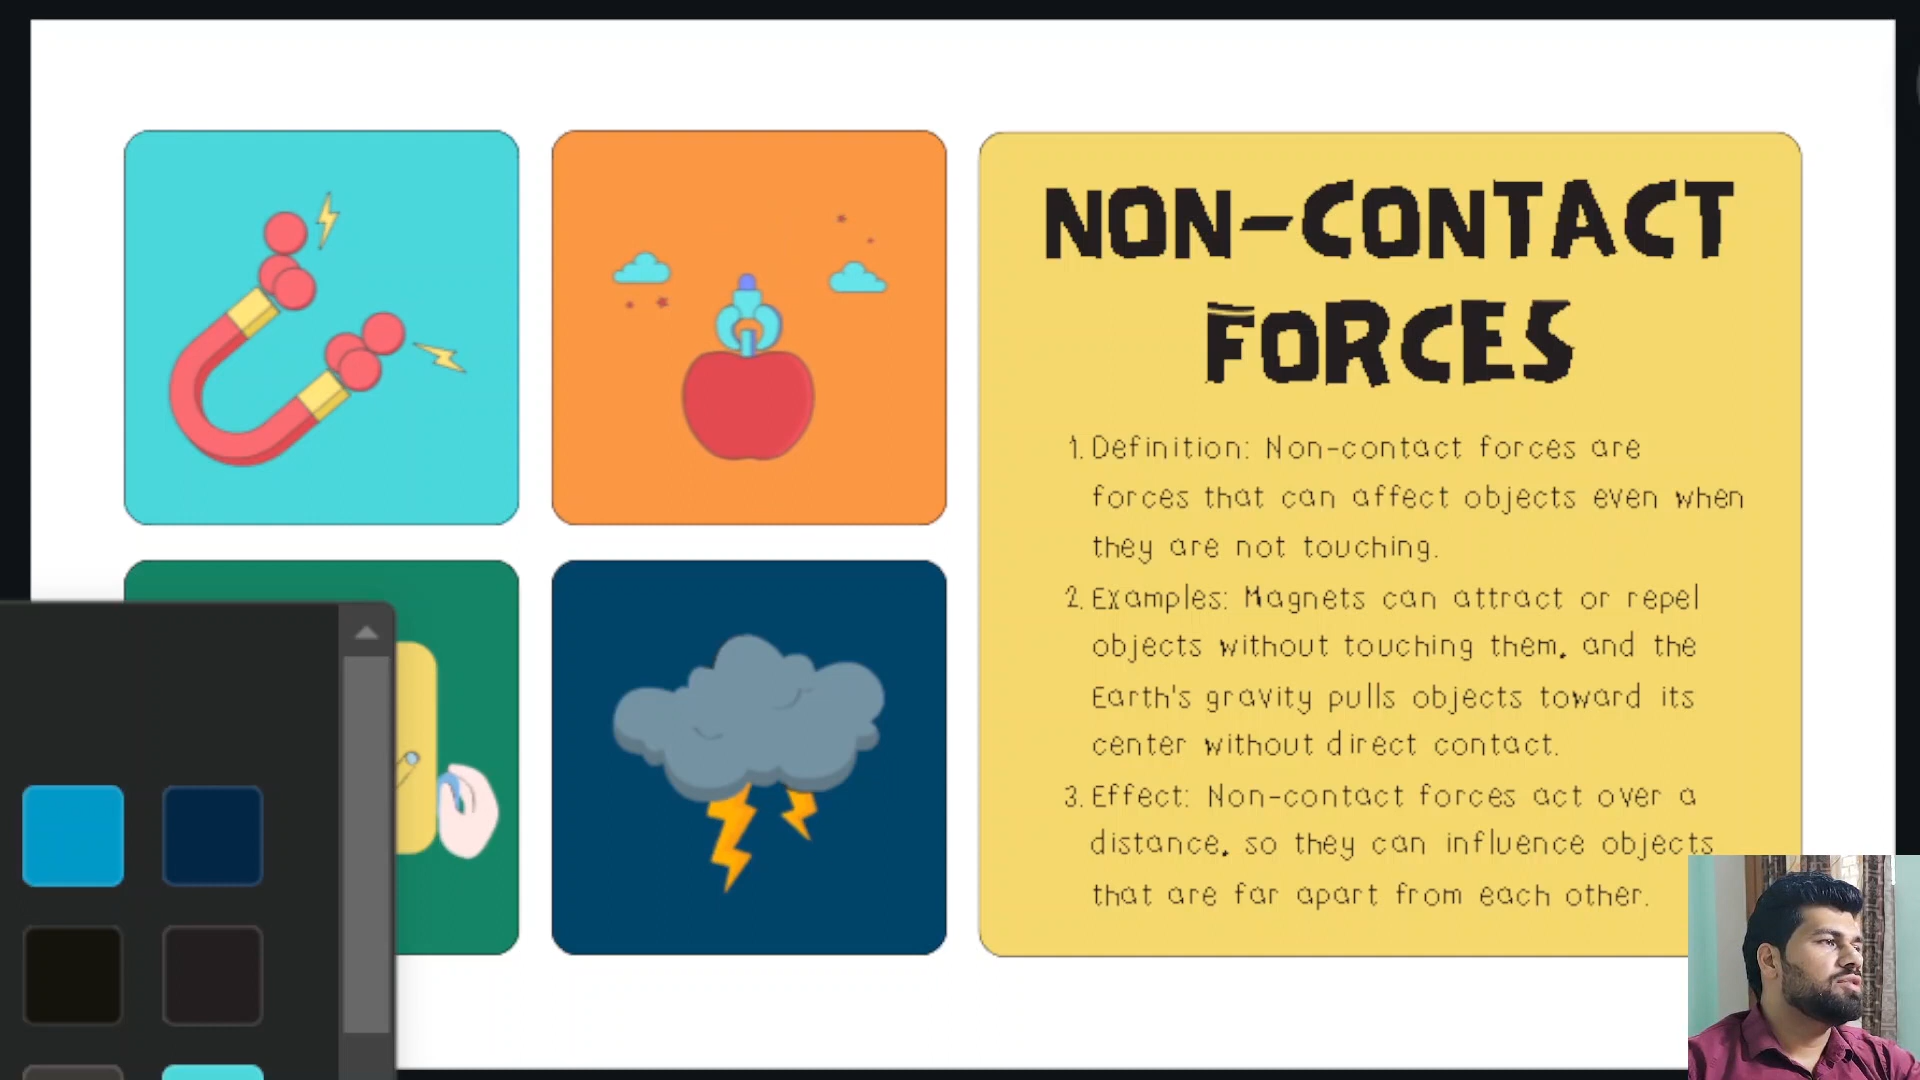 NON-CONTACT
FORCES
1. Definition: Non-contact forces are
forces that can affect objects even when
they are not touching.
2. Examples: Magnets can attract or repel
objects without touching them, and the
Earth's gravity pulls objects toward its
center without direct contact.
3. Effect: Non-contact forces act over a
distance, so they can influence objects
that are far apart from each other.